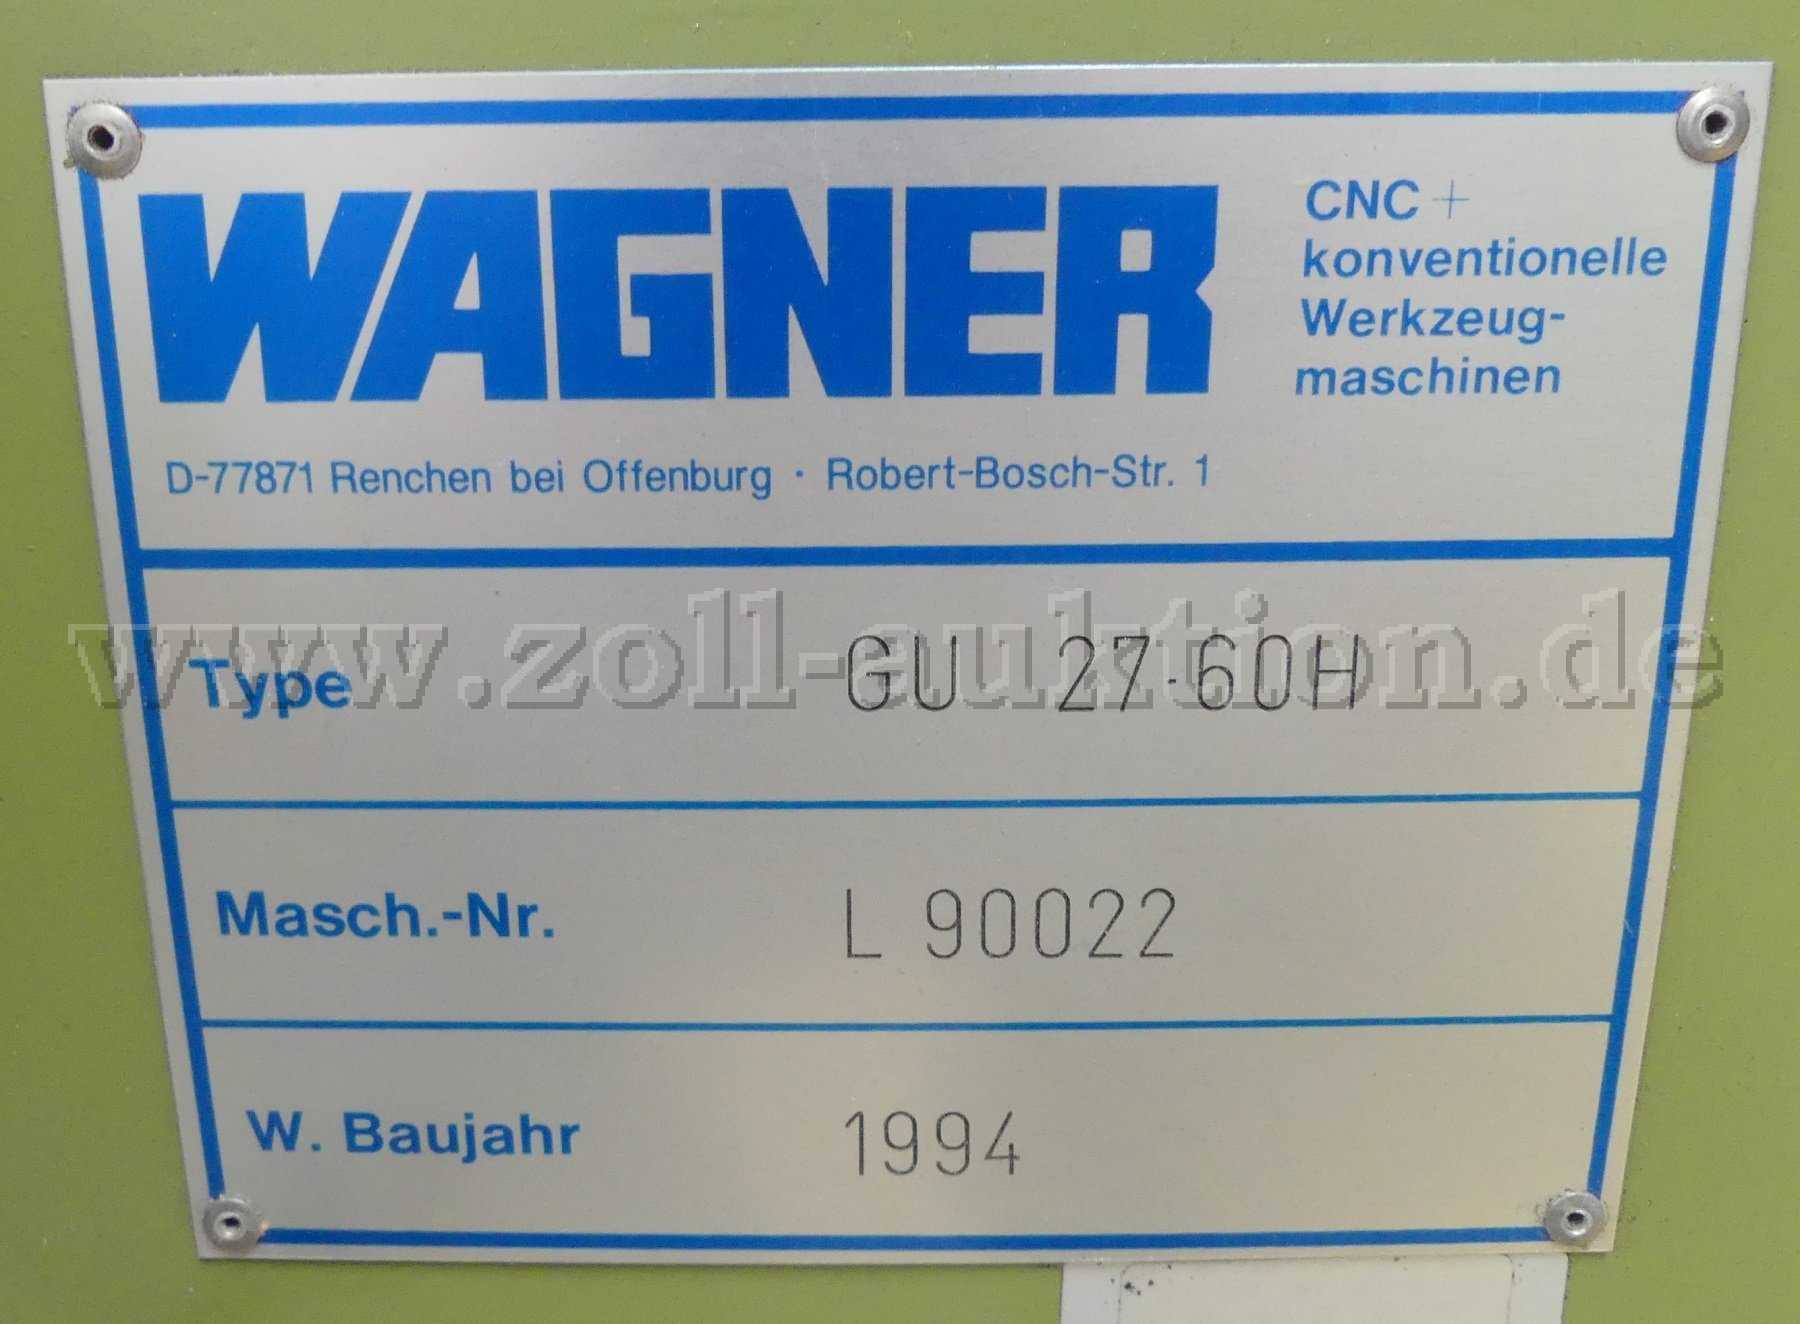 WAGNER
CNC +
konventionelle
Werkzeug-
maschinen
D-77871 Renchen bei Offenburg · Robert-Bosch-Str. 1
www.zoll-auktion.de
Type GU 27·60H
Masch.-Nr. L 90022
W. Baujahr 1994